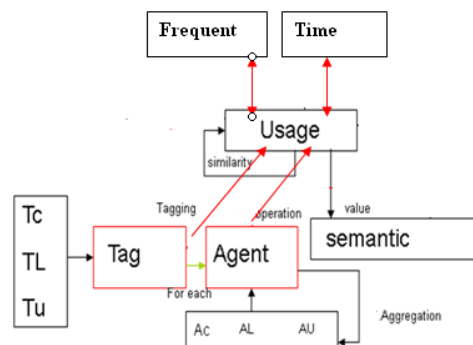 Frequent
Time
Usage
similarity
Tagging
operation
value
semantic
Tc
TL
Tu
Tag
Agent
For each
Aggregation
Ac AL AU